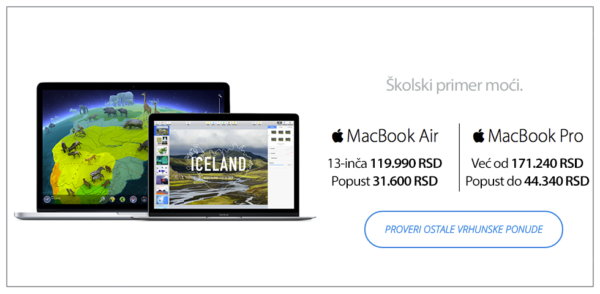 Školski primer moći.
MacBook Air
13-inča 119.990 RSD
Popust 31.600 RSD
MacBook Pro
Već od 171.240 RSD
Popust do 44.340 RSD
ICELAND
PROVERI OSTALE VRHUNSKE PONUDE